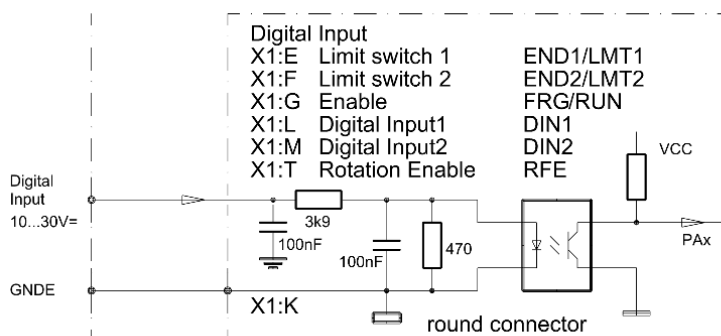 Digital Input
X1:E Limit switch 1 END1/LMT1
X1:F Limit switch 2 END2/LMT2
X1:G Enable FRG/RUN
X1:L Digital Input1 DIN1
X1:M Digital Input2 DIN2
X1:T Rotation Enable RFE
VCC
Digital
Input
10...30V=
3k9
100nF
100nF
470
PAx
GNDE
X1:K
round connector